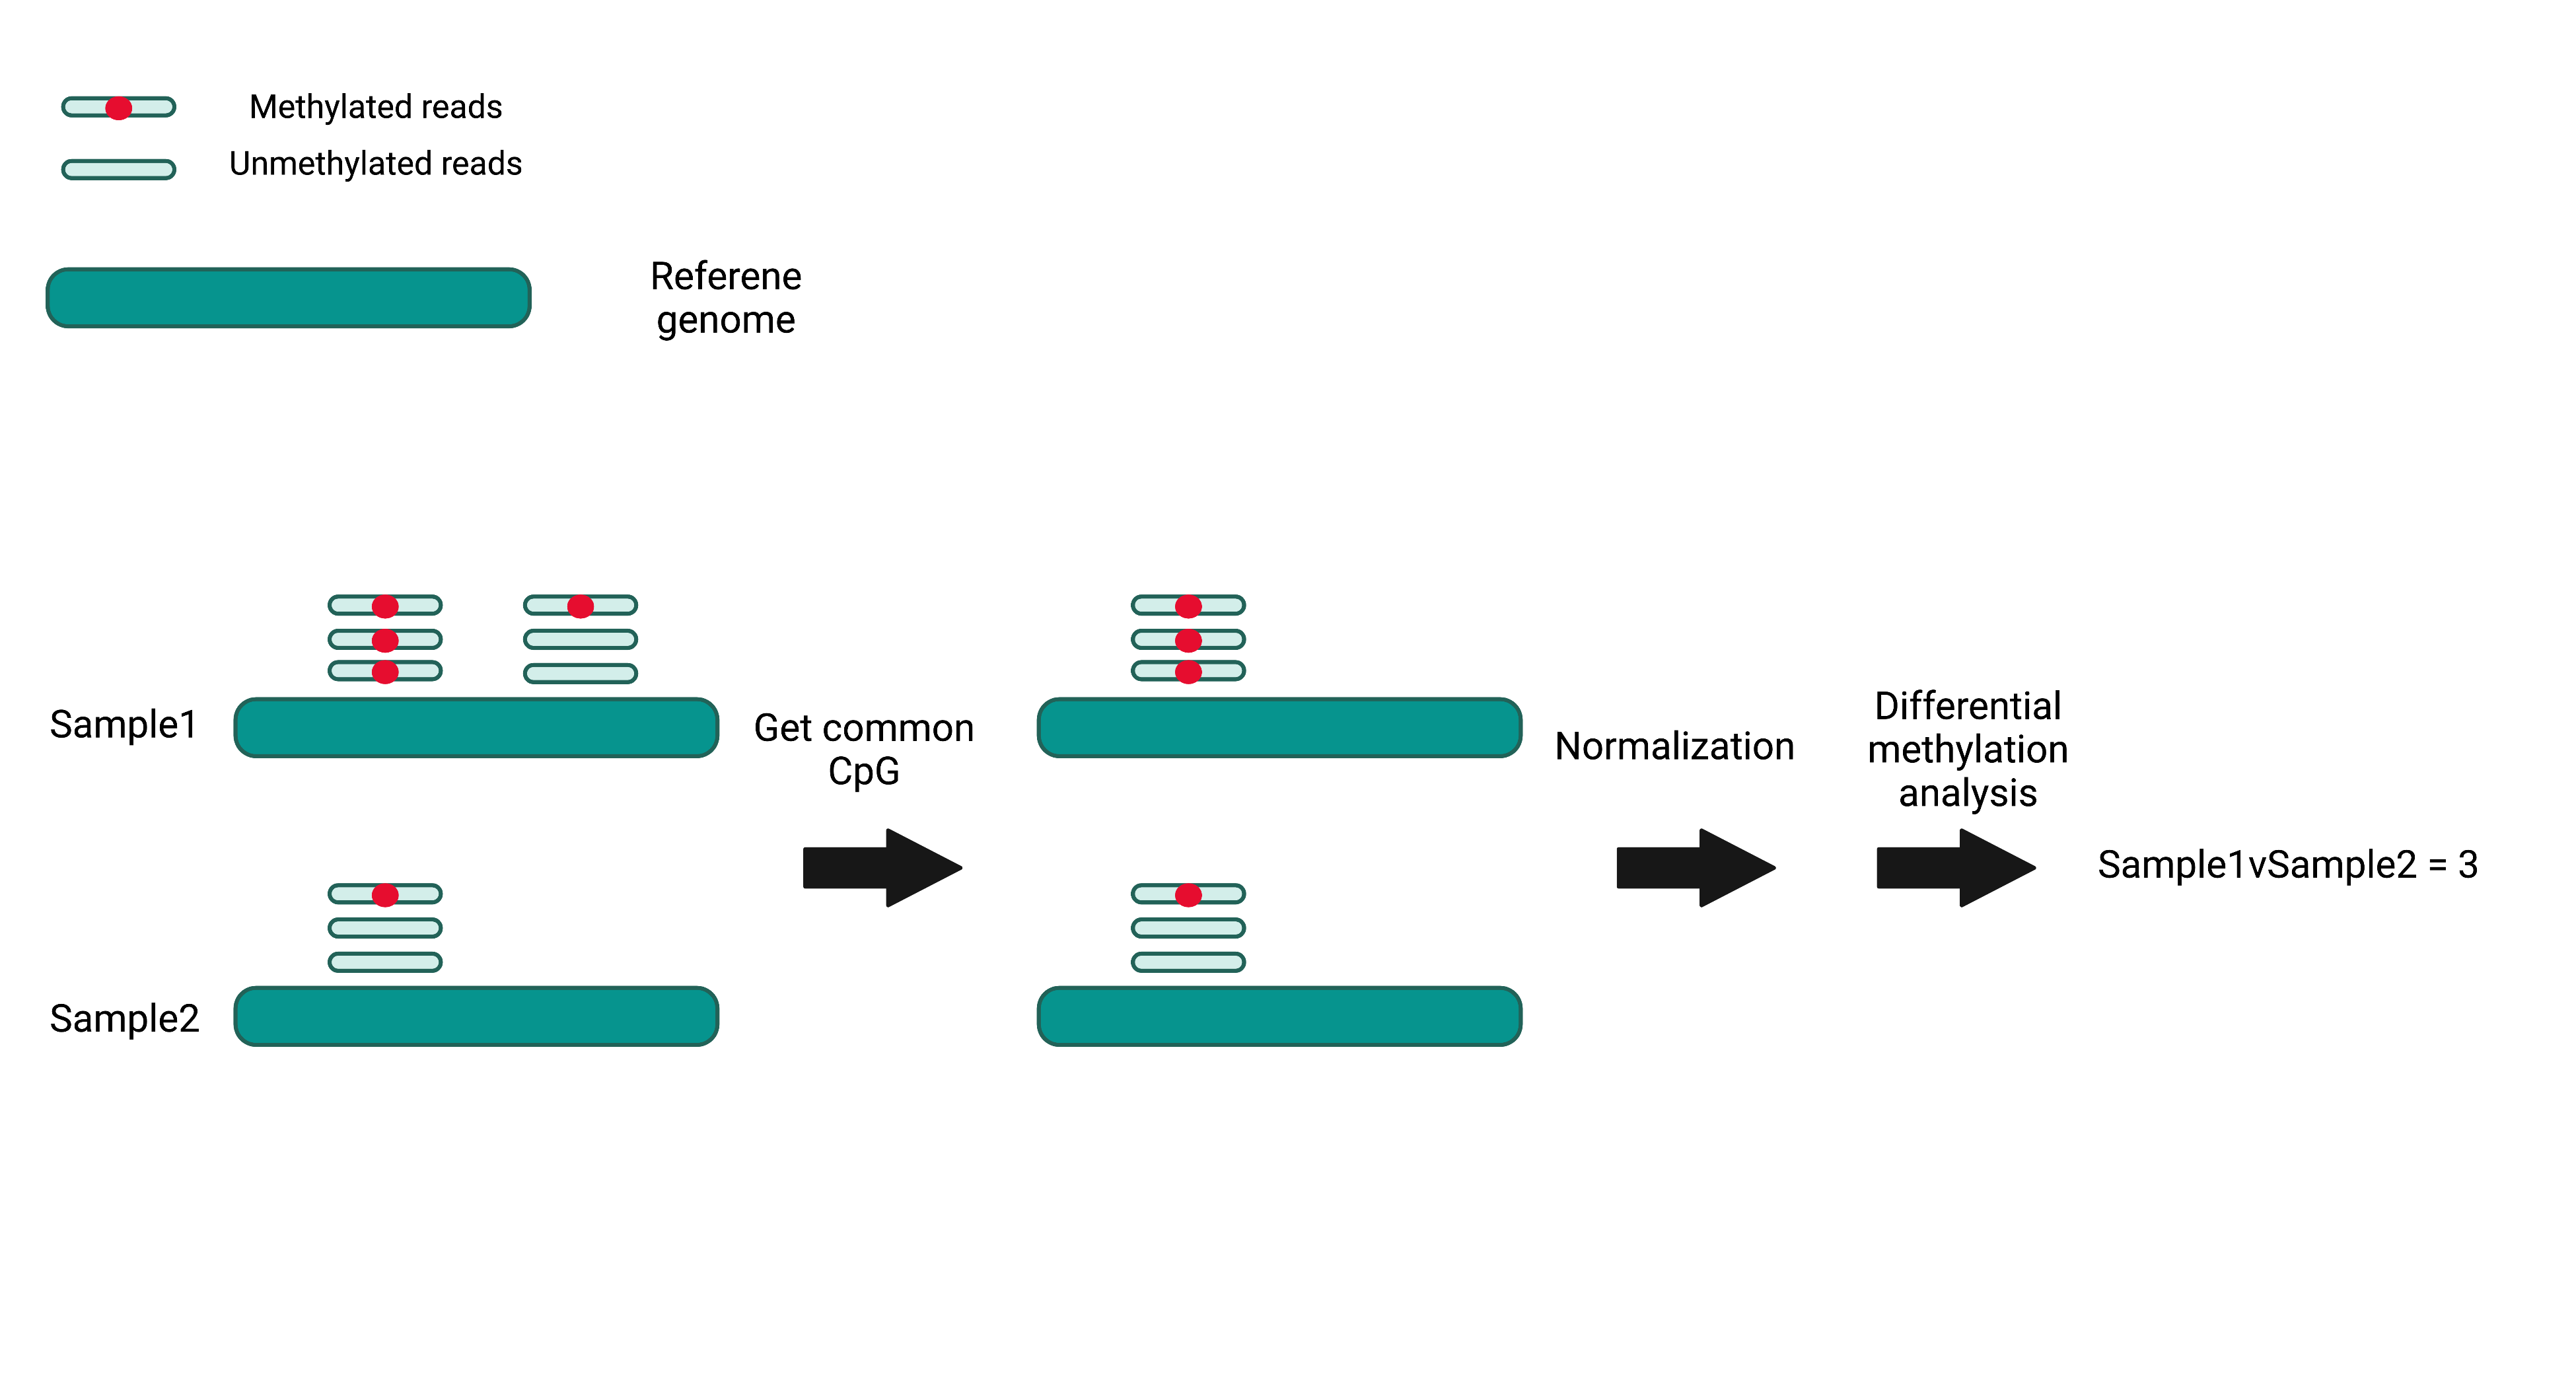 Methylated reads
Unmethylated reads
Referene
genome
Sample1
Get common
CpG
Normalization
Differential
methylation
analysis
Sample1vSample2 = 3
Sample2